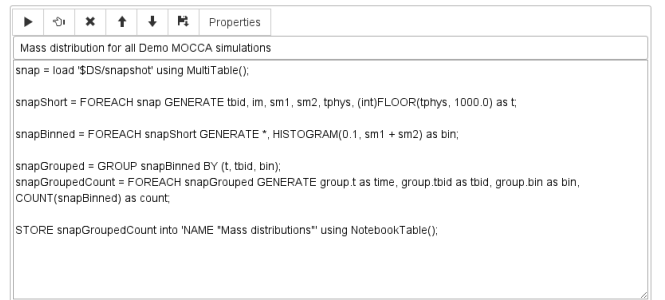 Properties
Mass distribution for all Demo MOCCA simulations
snap = load '$DS/snapshot' using MultiTable();
snapShort = FOREACH snap GENERATE tbid, im, sm1, sm2, tphys, (int)FLOOR(tphys, 1000.0) as t;
snapBinned = FOREACH snapShort GENERATE *, HISTOGRAM(0.1, sm1 + sm2) as bin;
snapGrouped = GROUP snapBinned BY (t, tbid, bin);
snapGroupedCount = FOREACH snapGrouped GENERATE group.t as time, group.tbid as tbid, group.bin as bin,
COUNT(snapBinned) as count;
STORE snapGroupedCount into 'NAME "Mass distributions"' using NotebookTable();